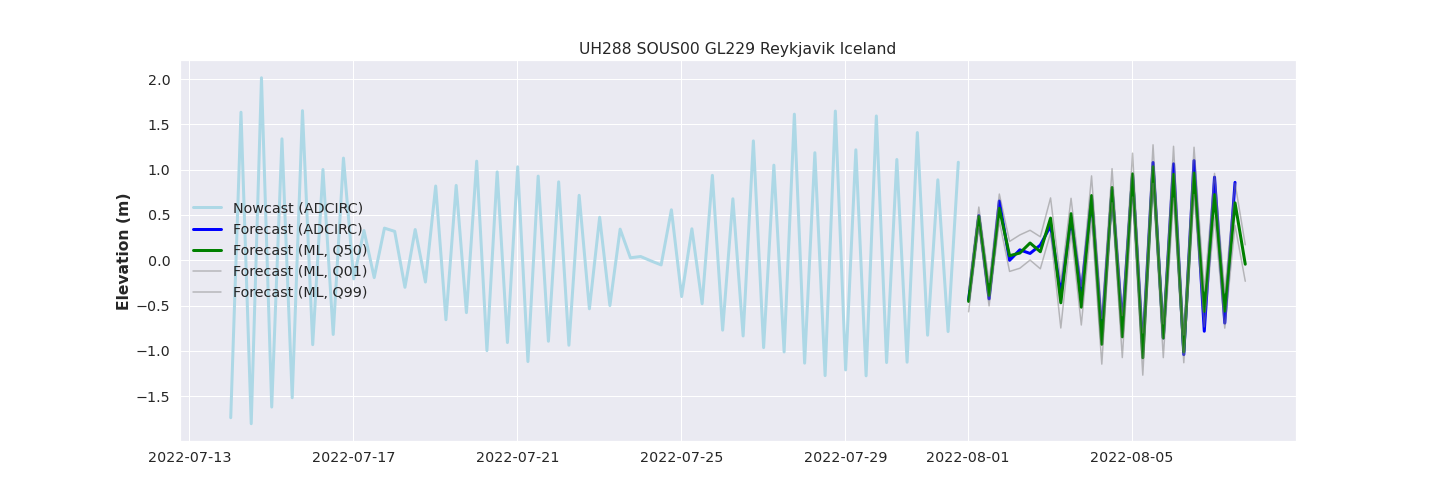 UH288 SOUS00 GL229 Reykjavik Iceland
Elevation (m)
2.0
1.5
1.0
0.5
0.0
−0.5
−1.0
−1.5
Nowcast (ADCIRC)
Forecast (ADCIRC)
Forecast (ML, Q50)
Forecast (ML, Q01)
Forecast (ML, Q99)
2022-07-13 2022-07-17 2022-07-21 2022-07-25 2022-07-29 2022-08-01 2022-08-05